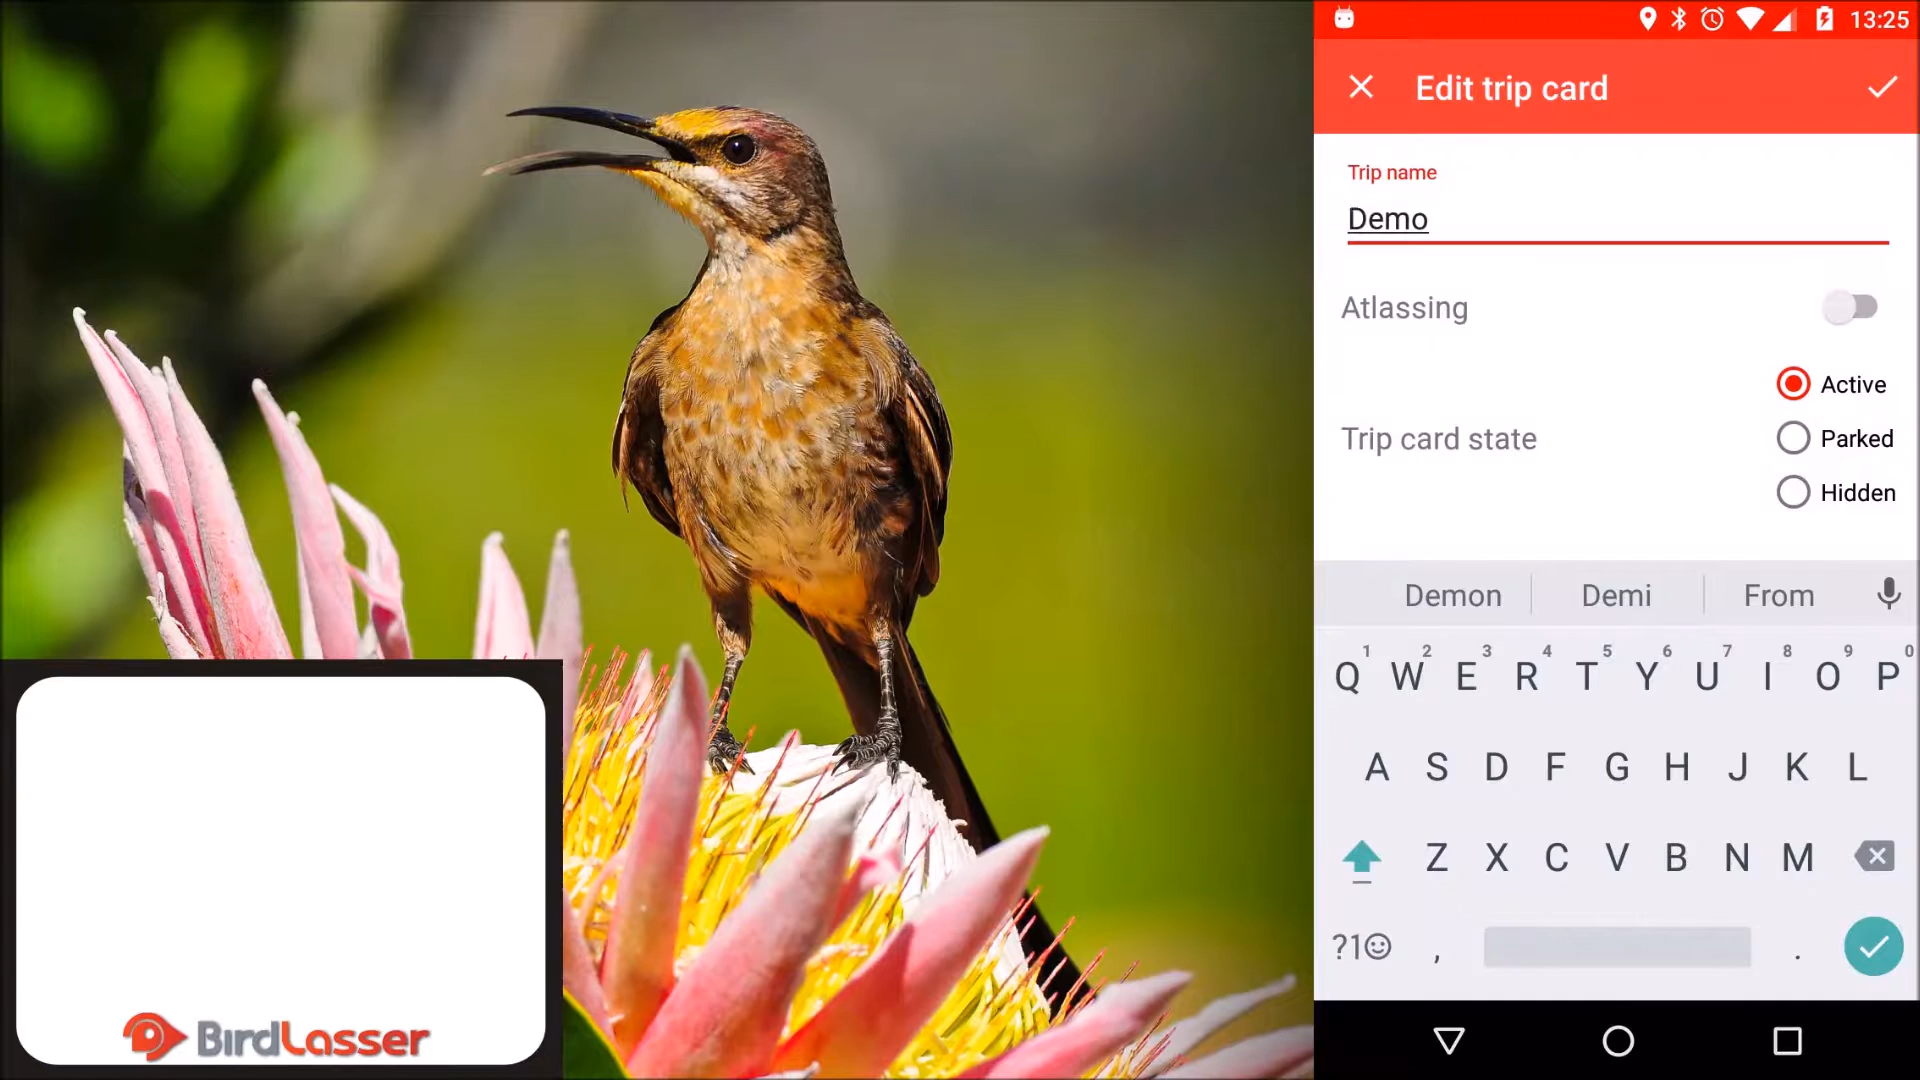 13:25
Edit trip card
Trip name
Demo
Atlassing
Active
Trip card state
Parked
Hidden
Demon Demi From
1 2 3 4 5 6 7 8 9 0
Q W E R T Y U I O P
A S D F G H J K L
Z X C V B N M
?1☺ , .
BirdLasser